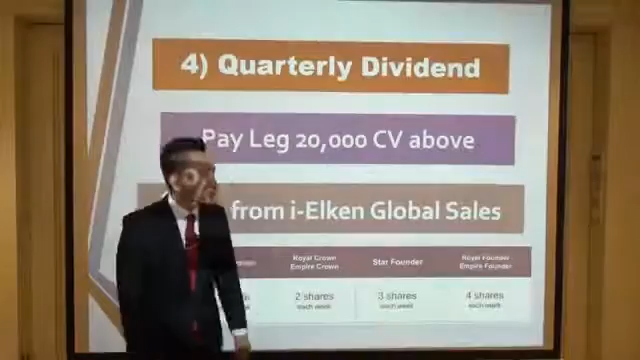 4) Quarterly Dividend
Pay Leg 20,000 CV above
from i-Elken Global Sales
Royal Crown
Empire Crown
Star Founder
Royal Founder
Empire Founder
2 shares
each week
3 shares
each week
4 shares
each week